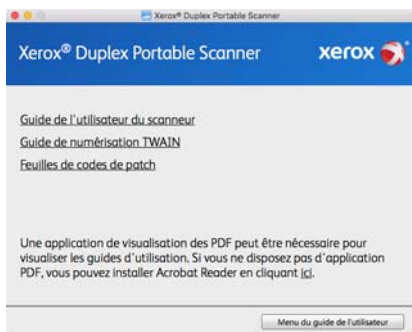 Xerox® Duplex Portable Scanner
Xerox® Duplex Portable Scanner
xerox
Guide de l'utilisateur du scanneur
Guide de numérisation TWAIN
Feuilles de codes de patch
Une application de visualisation des PDF peut être nécessaire pour
visualiser les guides d'utilisation. Si vous ne disposez pas d'application
PDF, vous pouvez installer Acrobat Reader en cliquant ici.
Menu du guide de l'utilisateur